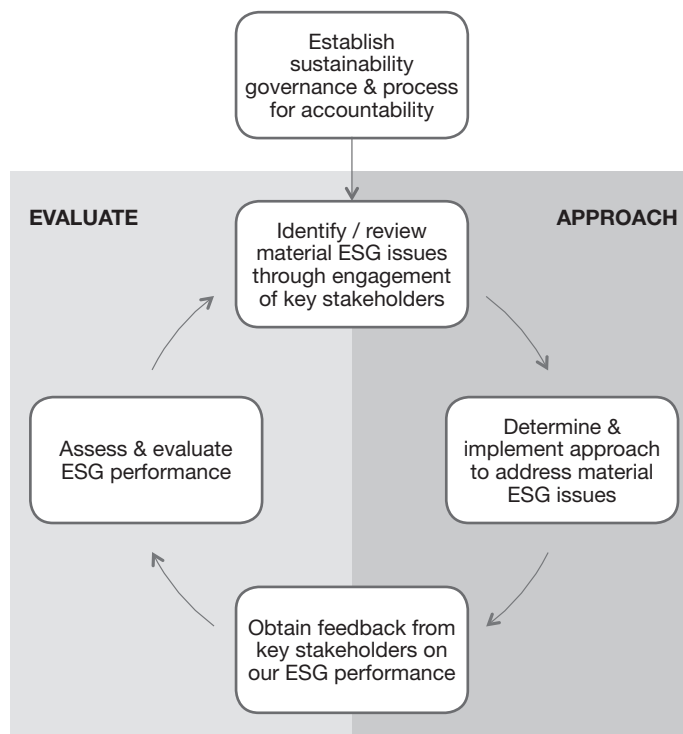 Establish
sustainability
governance & process
for accountability
EVALUATE
APPROACH
Identify / review
material ESG issues
through engagement
of key stakeholders
Determine &
implement approach
to address material
ESG issues
Obtain feedback from
key stakeholders on
our ESG performance
Assess & evaluate
ESG performance